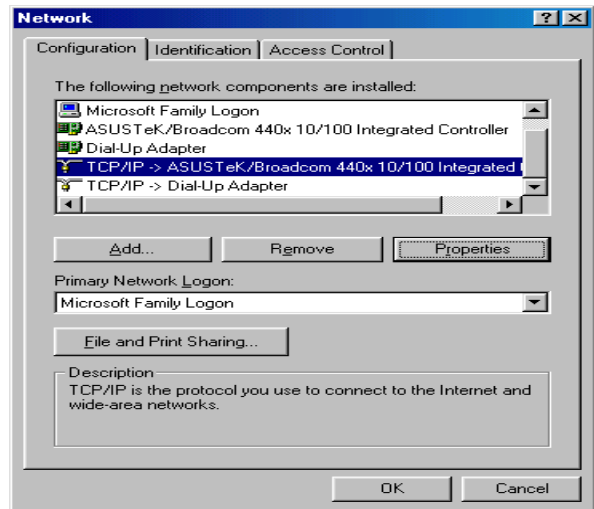 Network
Configuration Identification Access Control
The following network components are installed:
Microsoft Family Logon
ASUSTeK/Broadcom 440x 10/100 Integrated Controller
Dial-Up Adapter
TCP/IP -> ASUSTeK/Broadcom 440x 10/100 Integrated
TCP/IP -> Dial-Up Adapter
Add... Remove Properties
Primary Network Logon:
Microsoft Family Logon
File and Print Sharing...
Description
TCP/IP is the protocol you use to connect to the Internet and
wide-area networks.
OK Cancel